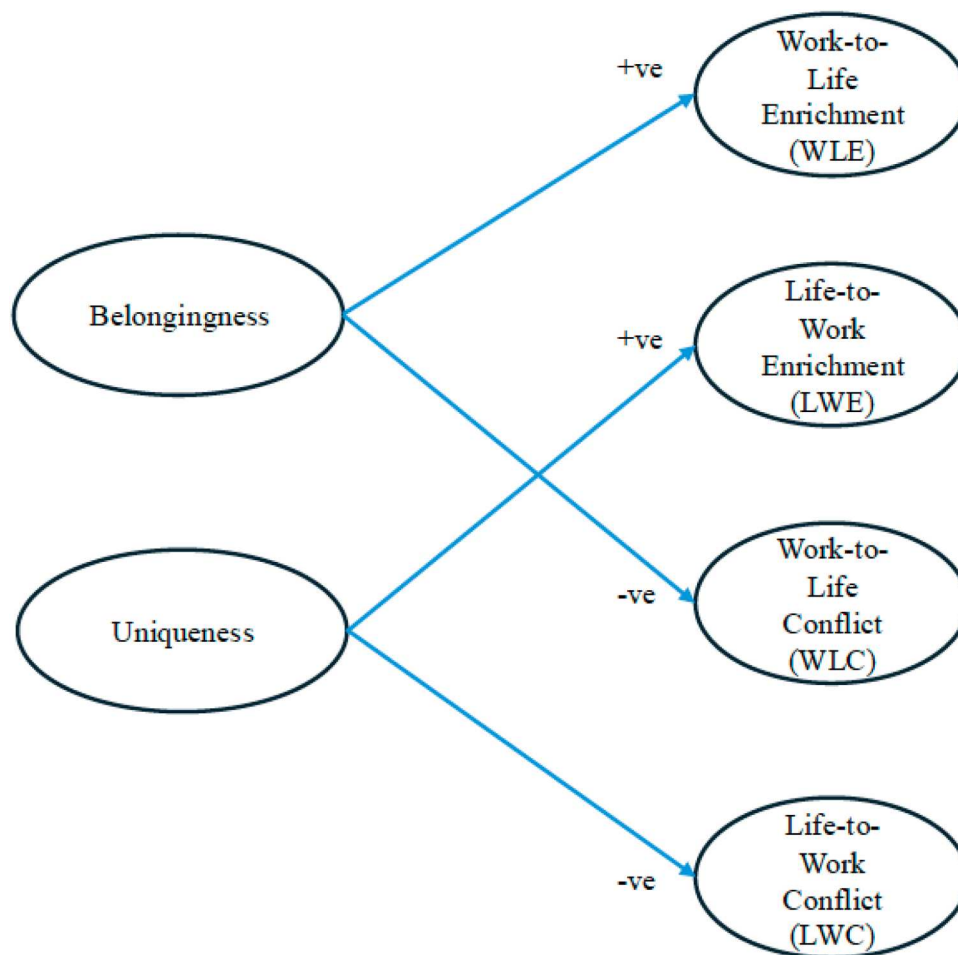 Work-to-
Life
Enrichment
(WLE)
+ve
Belongingness
Life-to-
Work
Enrichment
(LWE)
+ve
Uniqueness
Work-to-
Life
Conflict
(WLC)
-ve
Life-to-
Work
Conflict
(LWC)
-ve